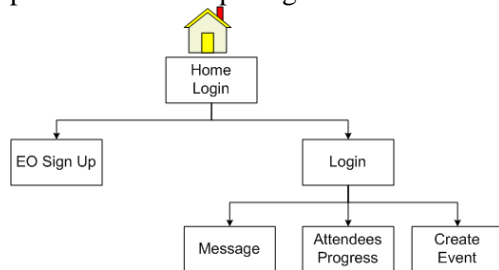 Home
Login
EO Sign Up
Login
Message
Attendees
Progress
Create
Event